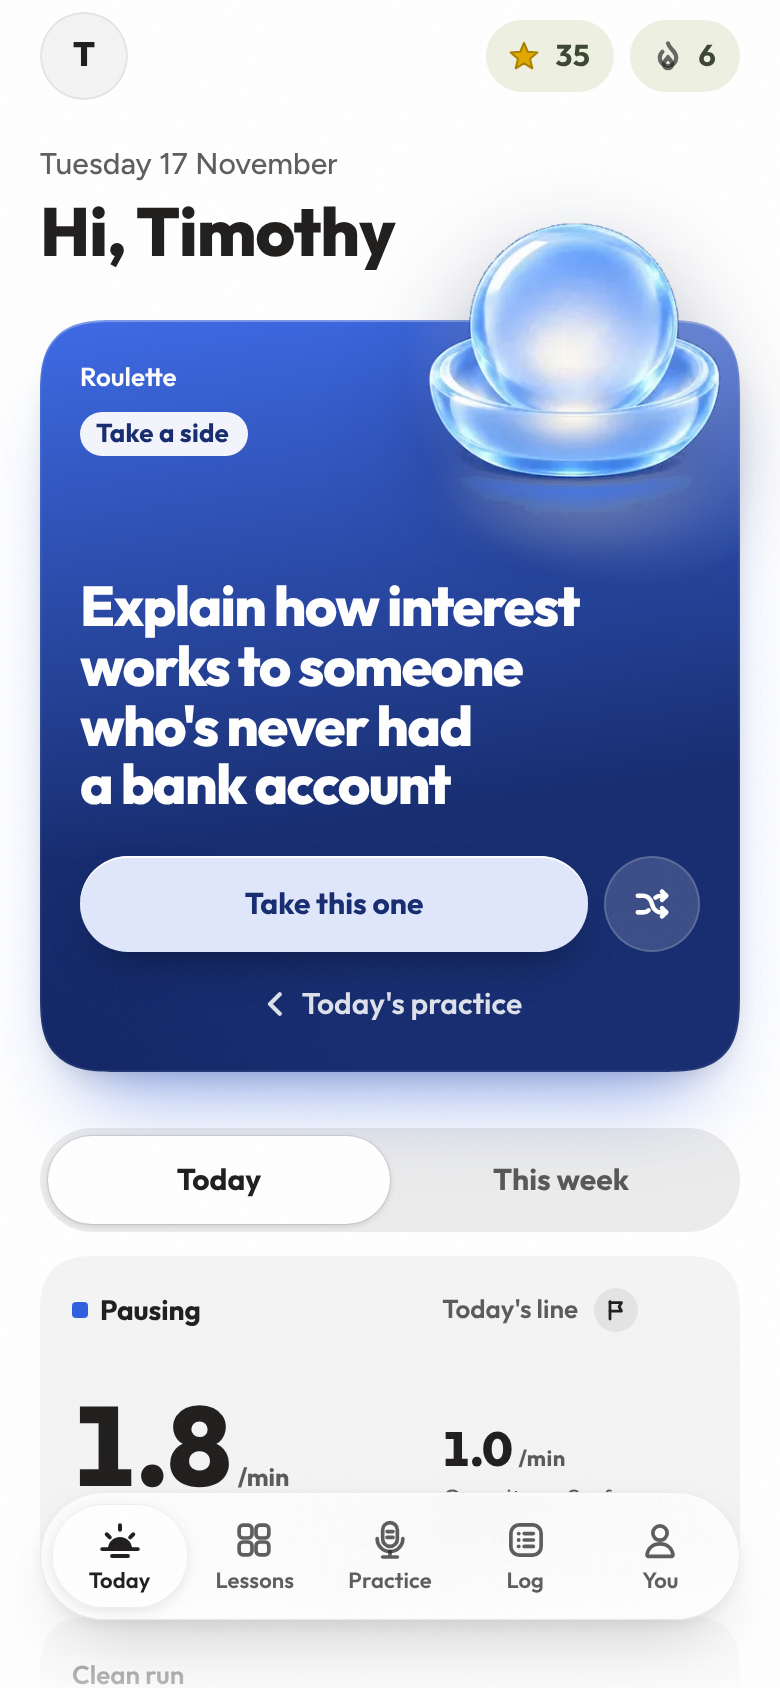 T
35
6
Tuesday 17 November
Hi, Timothy
Roulette
Take a side
Explain how interest
works to someone
who's never had
a bank account
Take this one
Today's practice
Today
This week
Pausing
Today's line
1.8 /min
1.0 /min
Today
Lessons
Practice
Log
You
Clean run